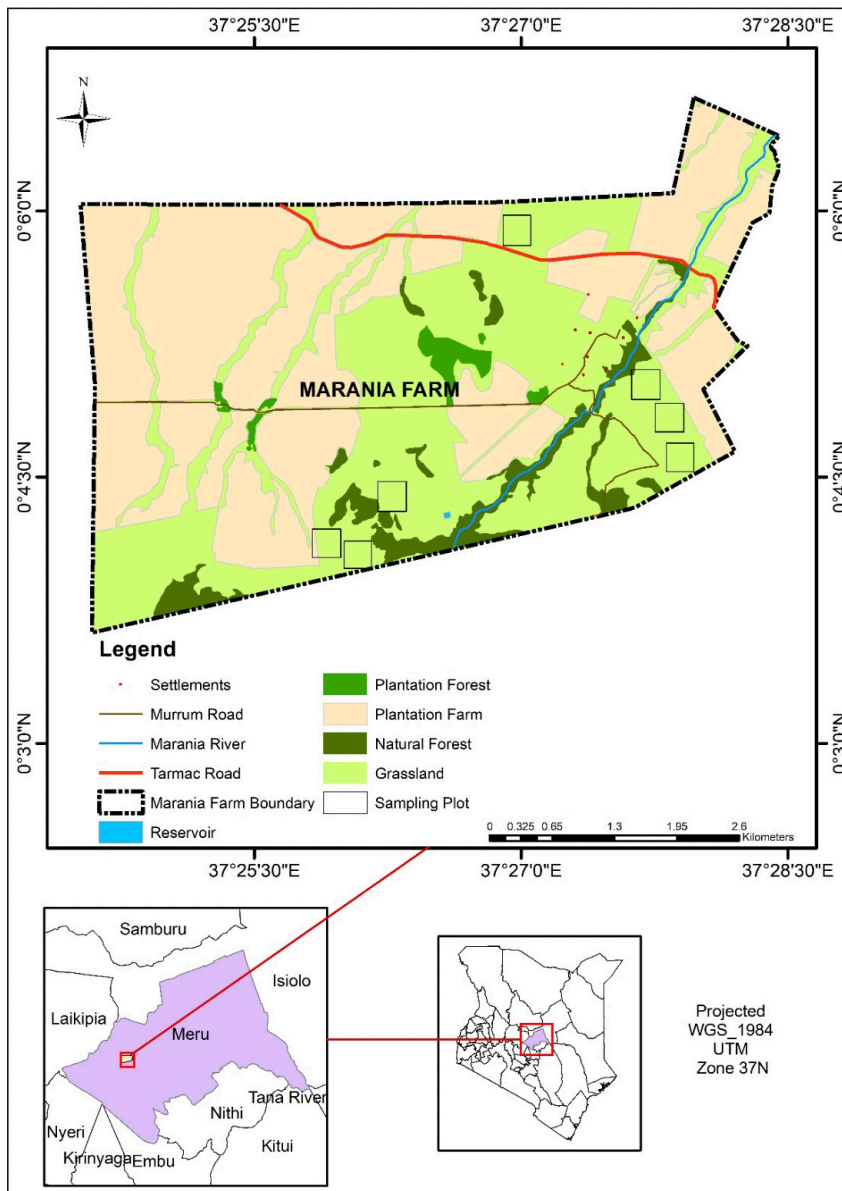 37°25'30"E
37°27'0"E
37°28'30"E
N
0°6'0"N
0°6'0"N
MARANIA FARM
0°4'30"N
0°4'30"N
Legend
Settlements
Murrum Road
Marania River
Tarmac Road
Marania Farm Boundary
Reservoir
Plantation Forest
Plantation Farm
Natural Forest
Grassland
Sampling Plot
0°3'0"N
0°3'0"N
0 0.325 0.65 1.3 1.95 2.6
Kilometers
37°25'30"E
37°27'0"E
37°28'30"E
Samburu
Isiolo
Laikipia
Meru
Tana River
Nithi
Nyeri
Kitui
Kirinyaga
Embu
Projected
WGS_1984
UTM
Zone 37N